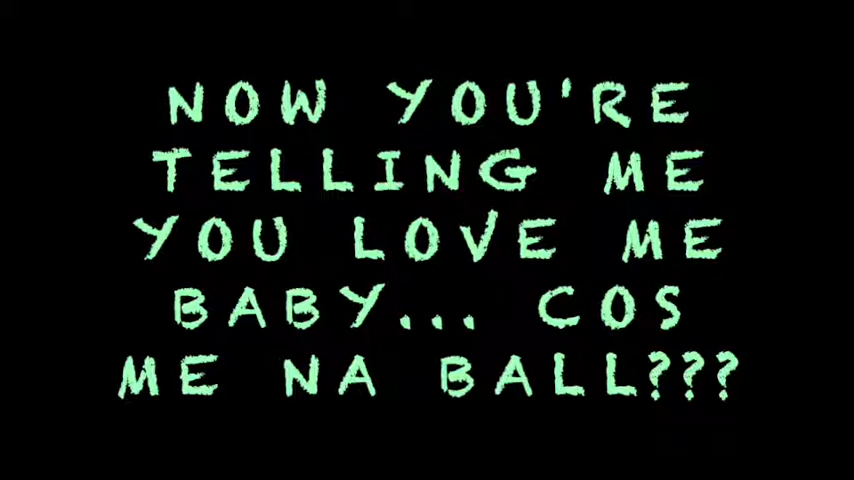 NOW YOU'RE
TELLING ME
YOU LOVE ME
BABY... COS
ME NA BALL???